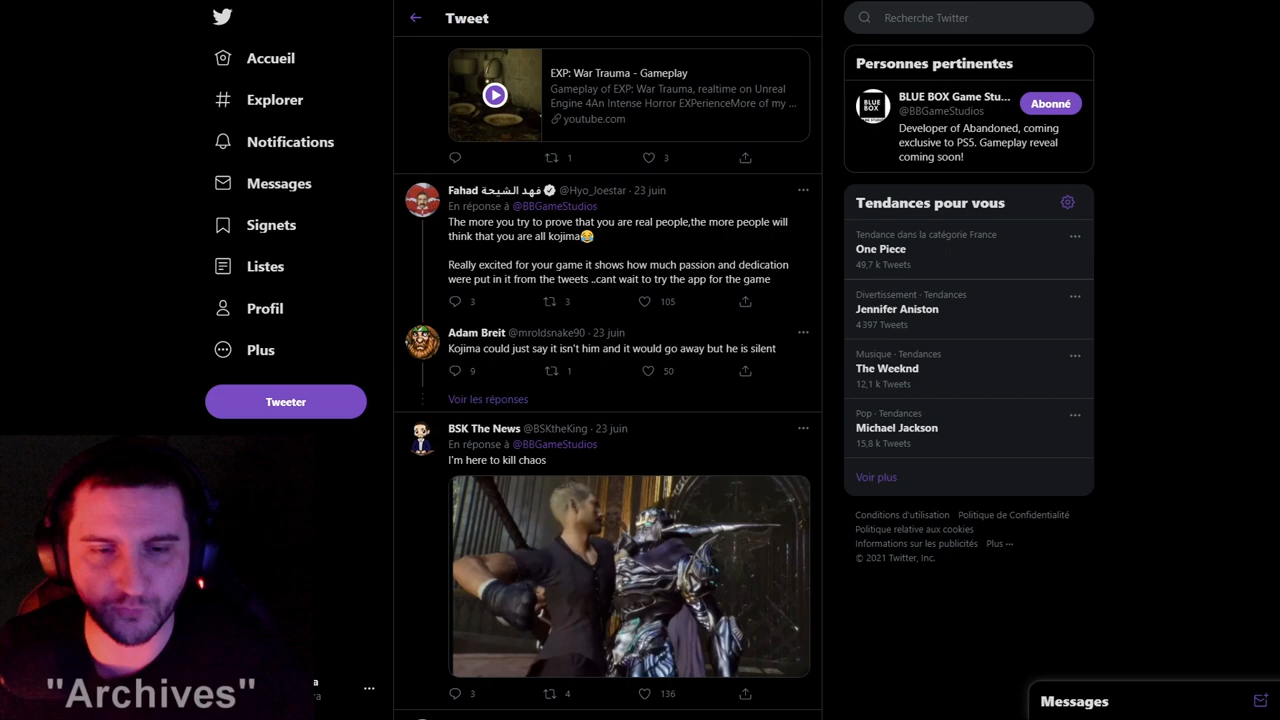 Accueil
Explorer
Notifications
Messages
Signets
Listes
Profil
Plus
Tweeter
"Archives"
Tweet
EXP: War Trauma - Gameplay
Gameplay of EXP: War Trauma, realtime on Unreal
Engine 4An Intense Horror EXPerienceMore of my ...
youtube.com
1 3
Fahad فهد الشيحة @Hyo_Joestar · 23 juin
En réponse à @BBGameStudios
The more you try to prove that you are real people,the more people will
think that you are all kojima😂
Really excited for your game it shows how much passion and dedication
were put in it from the tweets ..cant wait to try the app for the game
3 3 105
Adam Breit @mroldsnake90 · 23 juin
Kojima could just say it isn't him and it would go away but he is silent
9 1 50
Voir les réponses
BSK The News @BSKtheKing · 23 juin
En réponse à @BBGameStudios
I'm here to kill chaos
3 4 136
Recherche Twitter
Personnes pertinentes
BLUE BOX
BLUE BOX Game Stu...
@BBGameStudios
Abonné
Developer of Abandoned, coming
exclusive to PS5. Gameplay reveal
coming soon!
Tendances pour vous
Tendance dans la catégorie France
One Piece
49,7 k Tweets
Divertissement · Tendances
Jennifer Aniston
4 397 Tweets
Musique · Tendances
The Weeknd
12,1 k Tweets
Pop · Tendances
Michael Jackson
15,8 k Tweets
Voir plus
Conditions d'utilisation Politique de Confidentialité
Politique relative aux cookies
Informations sur les publicités Plus ···
© 2021 Twitter, Inc.
Messages